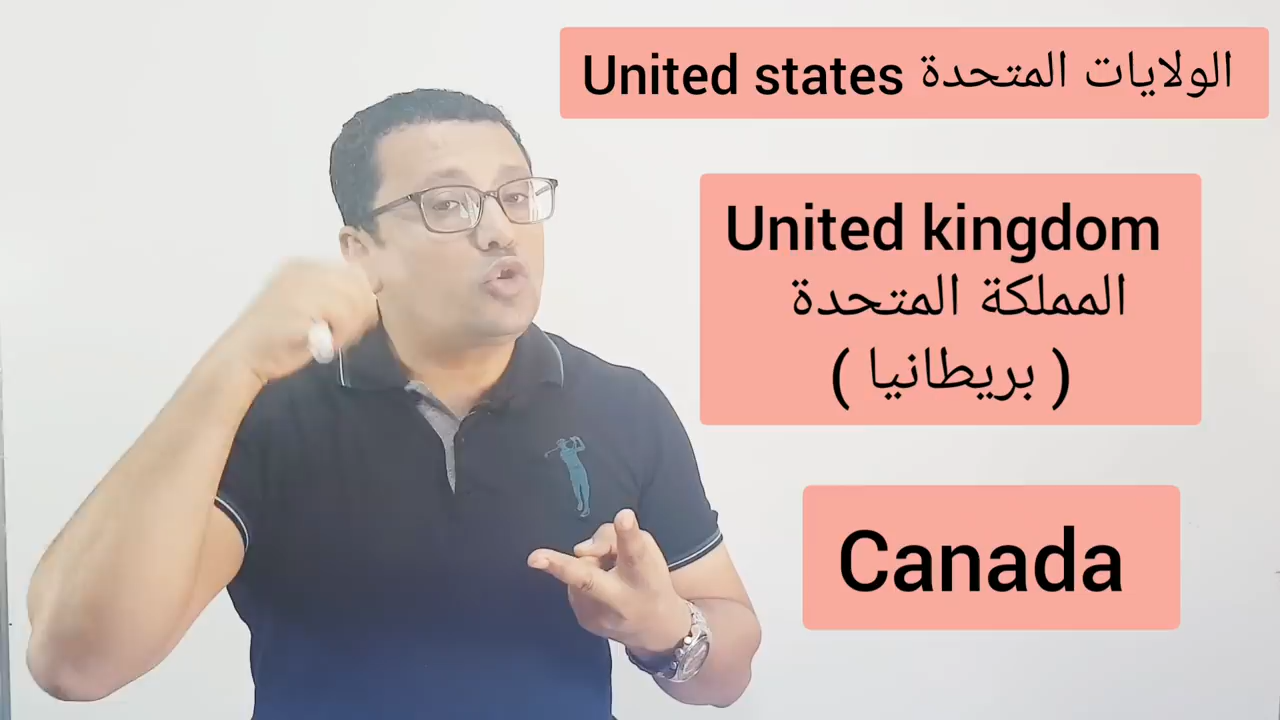 United states الولايات المتحدة
United kingdom
المملكة المتحدة
( بريطانيا )
Canada